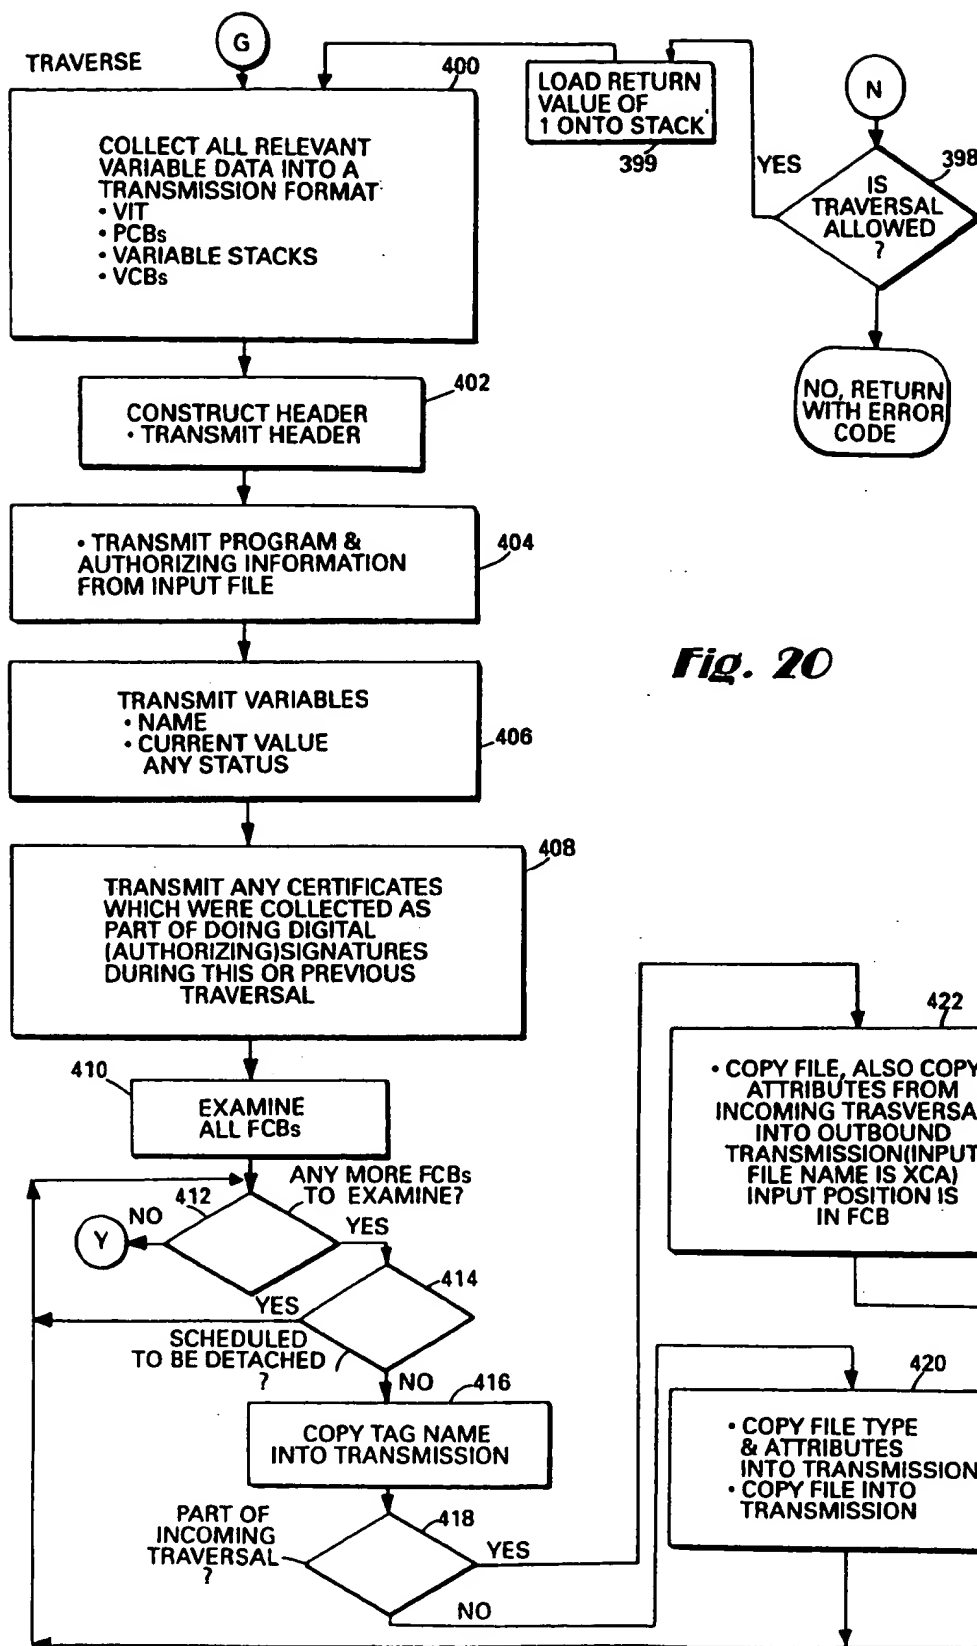 G
TRAVERSE
400
COLLECT ALL RELEVANT
VARIABLE DATA INTO A
TRANSMISSION FORMAT
• VIT
• PCBs
• VARIABLE STACKS
• VCBs
LOAD RETURN
VALUE OF
1 ONTO STACK
399
N
398
YES
IS
TRAVERSAL
ALLOWED
?
NO, RETURN
WITH ERROR
CODE
402
CONSTRUCT HEADER
• TRANSMIT HEADER
• TRANSMIT PROGRAM &
AUTHORIZING INFORMATION
FROM INPUT FILE
404
Fig. 20
TRANSMIT VARIABLES
• NAME
• CURRENT VALUE
ANY STATUS
406
408
TRANSMIT ANY CERTIFICATES
WHICH WERE COLLECTED AS
PART OF DOING DIGITAL
(AUTHORIZING)SIGNATURES
DURING THIS OR PREVIOUS
TRAVERSAL
410
EXAMINE
ALL FCBs
412
ANY MORE FCBs
TO EXAMINE?
NO
Y
YES
414
YES
SCHEDULED
TO BE DETACHED
?
NO
416
COPY TAG NAME
INTO TRANSMISSION
PART OF
INCOMING
TRAVERSAL
?
418
YES
NO
422
• COPY FILE, ALSO COPY
ATTRIBUTES FROM
INCOMING TRASVERSA
INTO OUTBOUND
TRANSMISSION(INPUT
FILE NAME IS XCA)
INPUT POSITION IS
IN FCB
420
• COPY FILE TYPE
& ATTRIBUTES
INTO TRANSMISSION
• COPY FILE INTO
TRANSMISSION